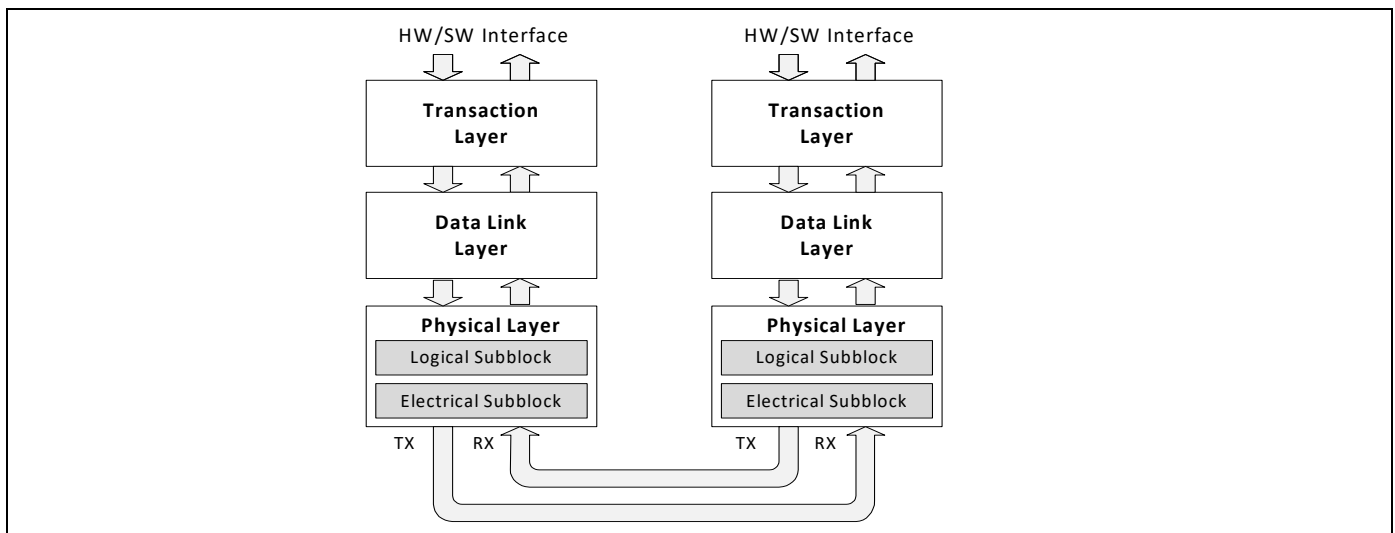 HW/SW Interface
Transaction
Layer
Data Link
Layer
Physical Layer
Logical Subblock
Electrical Subblock
TX RX
HW/SW Interface
Transaction
Layer
Data Link
Layer
Physical Layer
Logical Subblock
Electrical Subblock
TX RX